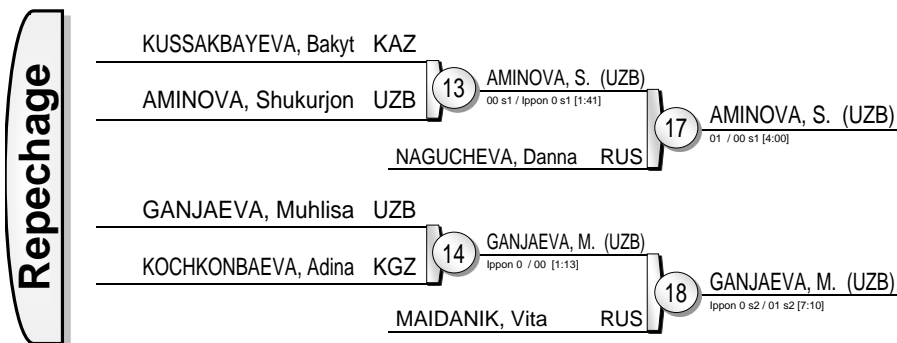 Repechage
KUSSAKBAYEVA, Bakyt KAZ
AMINOVA, Shukurjon UZB
13
AMINOVA, S. (UZB)
00 s1 / Ippon 0 s1 [1:41]
NAGUCHEVA, Danna RUS
17
AMINOVA, S. (UZB)
01 / 00 s1 [4:00]
GANJAEVA, Muhlisa UZB
KOCHKONBAEVA, Adina KGZ
14
GANJAEVA, M. (UZB)
Ippon 0 / 00 [1:13]
MAIDANIK, Vita RUS
18
GANJAEVA, M. (UZB)
Ippon 0 s2 / 01 s2 [7:10]